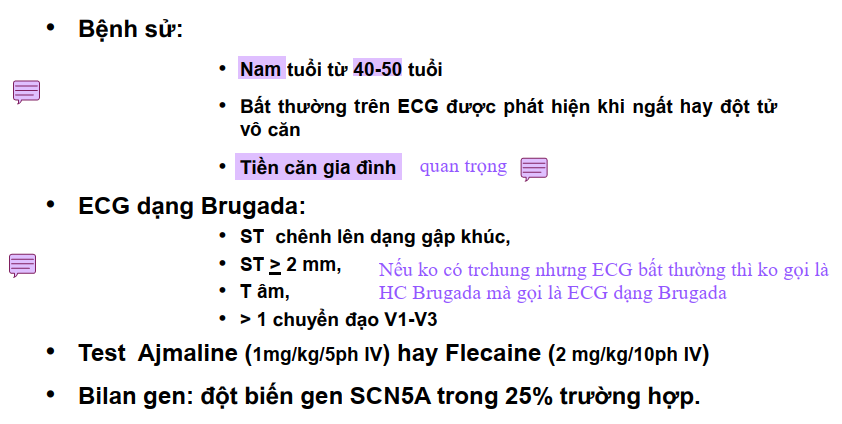 • Bệnh sử:
• Nam tuổi từ 40-50 tuổi
• Bất thường trên ECG được phát hiện khi ngất hay đột tử
vô căn
• Tiền căn gia đình quan trọng
• ECG dạng Brugada:
• ST chênh lên dạng gập khúc,
• ST ≥ 2 mm,
• T âm,
• > 1 chuyển đạo V1-V3
Nếu ko có trchung nhưng ECG bất thường thì ko gọi là
HC Brugada mà gọi là ECG dạng Brugada
• Test Ajmaline (1mg/kg/5ph IV) hay Flecaine (2 mg/kg/10ph IV)
• Bilan gen: đột biến gen SCN5A trong 25% trường hợp.